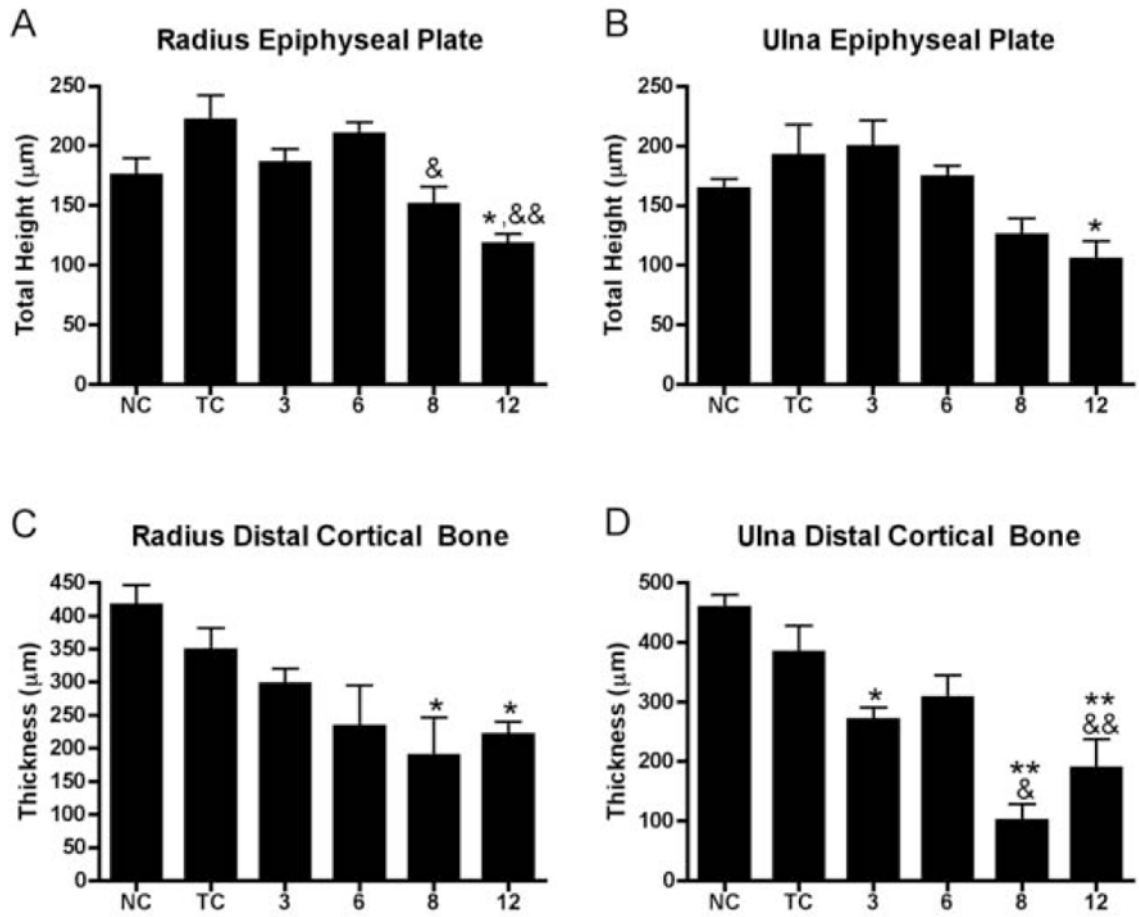 A
Radius Epiphyseal Plate
Total Height (μm)
250
200
150
100
50
0
&
*,&&
NC TC 3 6 8 12
B
Ulna Epiphyseal Plate
Total Height (μm)
250
200
150
100
50
0
*
NC TC 3 6 8 12
C
Radius Distal Cortical Bone
Thickness (μm)
450
400
350
300
250
200
150
100
50
0
*
*
NC TC 3 6 8 12
D
Ulna Distal Cortical Bone
Thickness (μm)
500
400
300
200
100
0
*
**
&
**
&&
NC TC 3 6 8 12